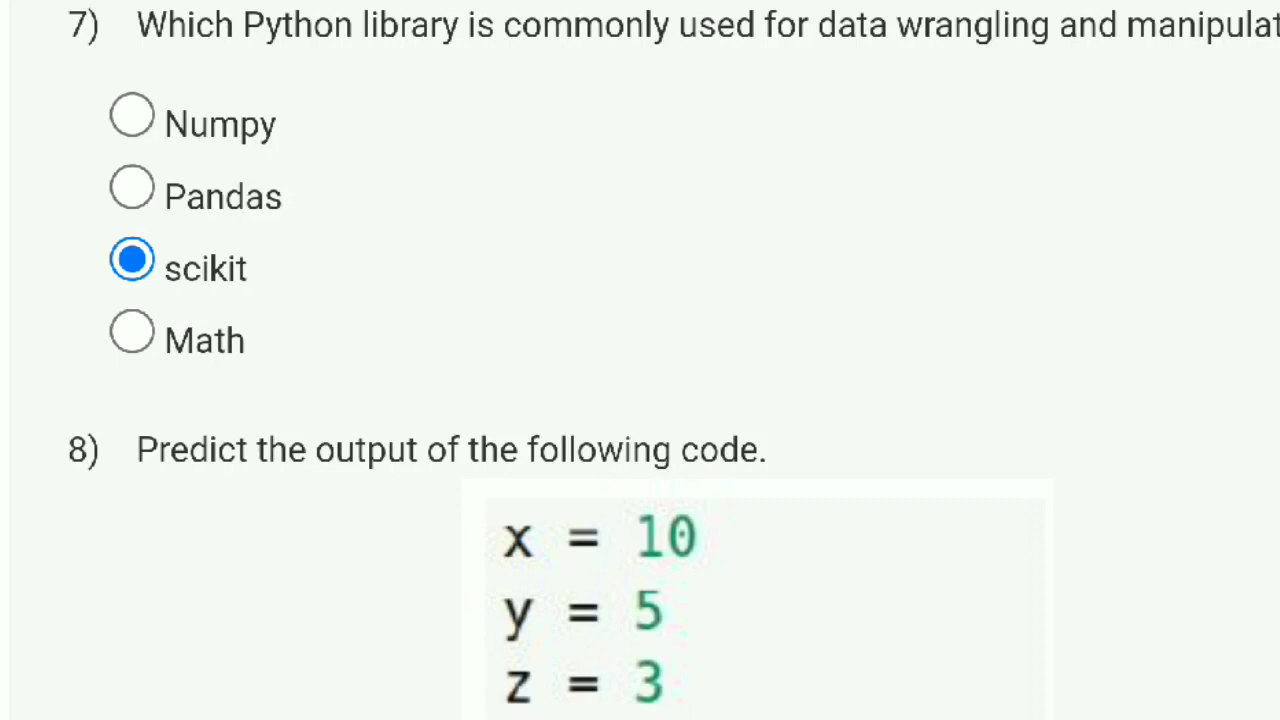 7) Which Python library is commonly used for data wrangling and manipulat
Numpy
Pandas
scikit
Math
8) Predict the output of the following code.
x = 10
y = 5
z = 3